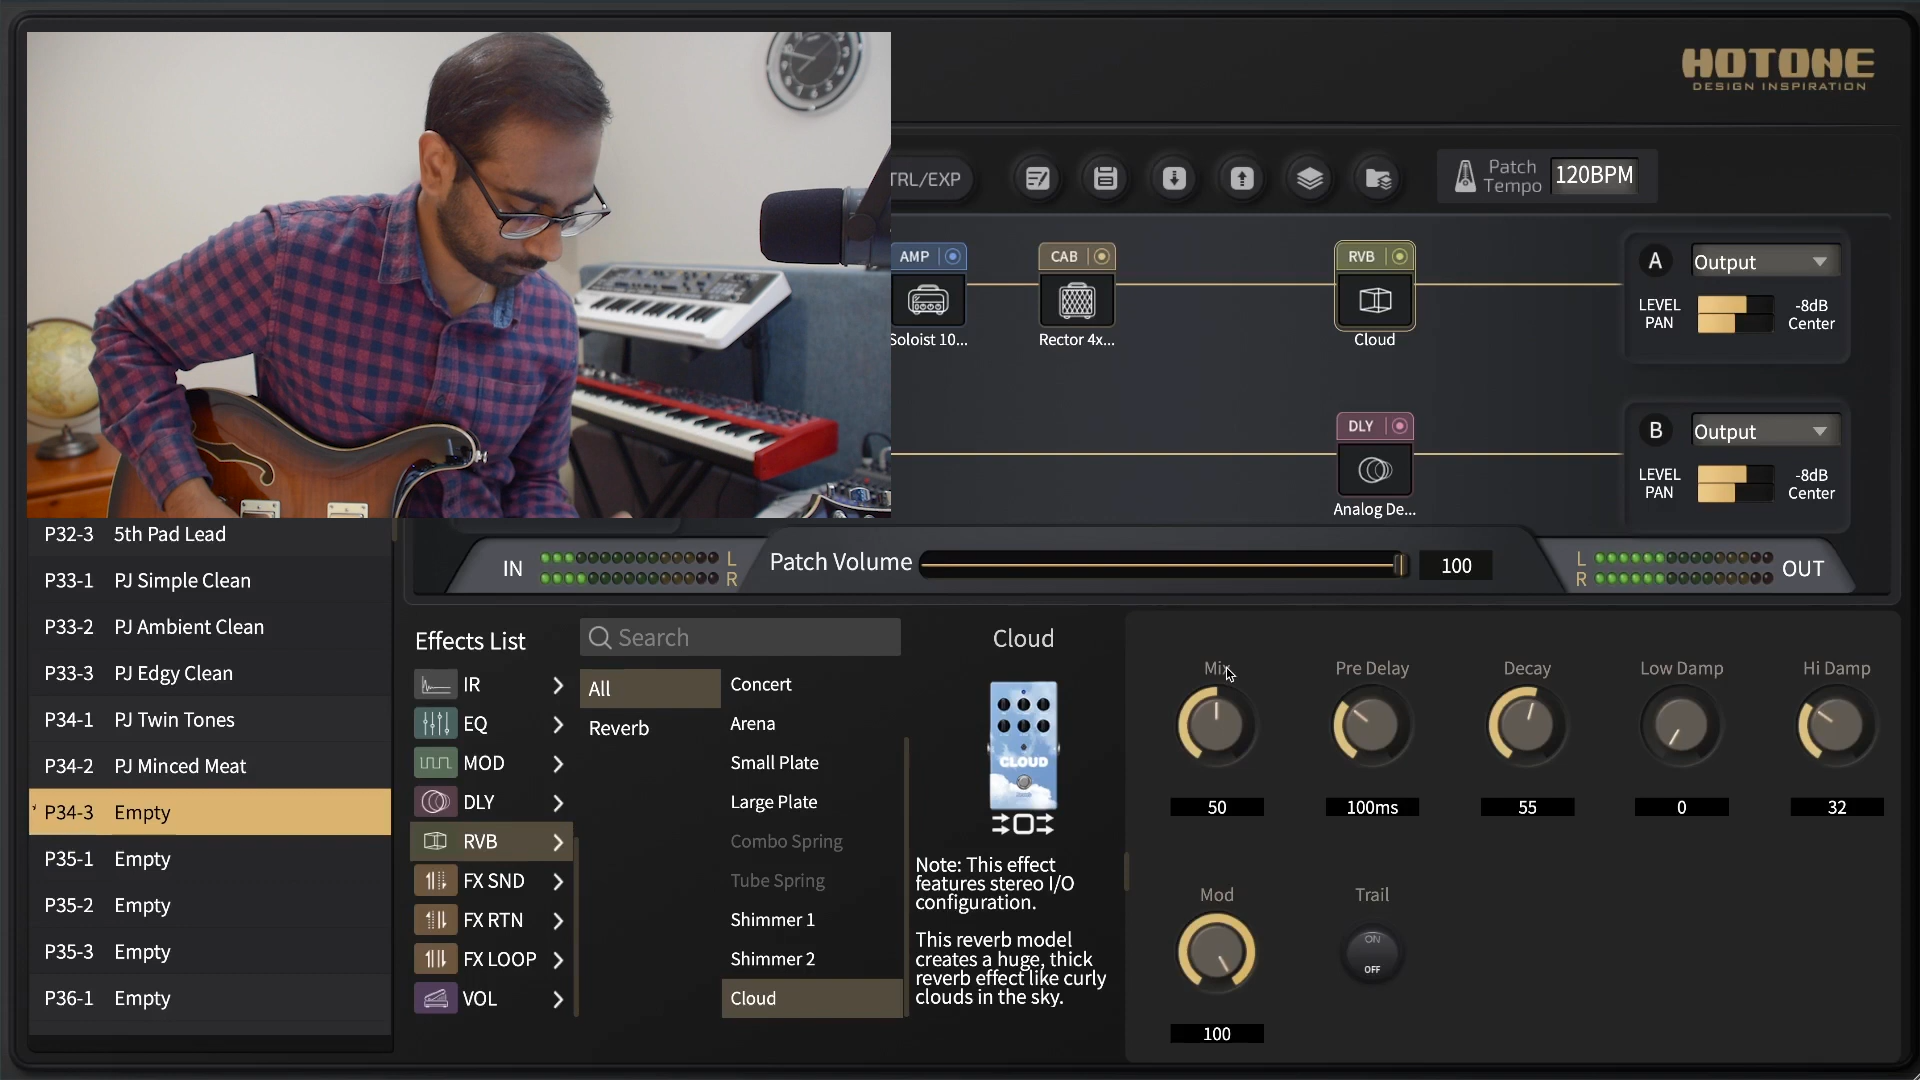 HOTONE
DESIGN INSPIRATION
TRL/EXP
Patch
Tempo
120BPM
AMP
Soloist 10...
CAB
Rector 4x...
RVB
Cloud
A
Output
LEVEL
PAN
-8dB
Center
DLY
Analog De...
B
Output
LEVEL
PAN
-8dB
Center
IN
L
R
Patch Volume
100
L
R
OUT
P32-3 5th Pad Lead
P33-1 PJ Simple Clean
P33-2 PJ Ambient Clean
P33-3 PJ Edgy Clean
P34-1 PJ Twin Tones
P34-2 PJ Minced Meat
* P34-3 Empty
P35-1 Empty
P35-2 Empty
P35-3 Empty
P36-1 Empty
Effects List
Search
IR
EQ
MOD
DLY
RVB
FX SND
FX RTN
FX LOOP
VOL
All
Reverb
Concert
Arena
Small Plate
Large Plate
Combo Spring
Tube Spring
Shimmer 1
Shimmer 2
Cloud
Cloud
CLOUD
Note: This effect
features stereo I/O
configuration.
This reverb model
creates a huge, thick
reverb effect like curly
clouds in the sky.
Mix
Pre Delay
Decay
Low Damp
Hi Damp
50
100ms
55
0
32
Mod
Trail
ON
OFF
100